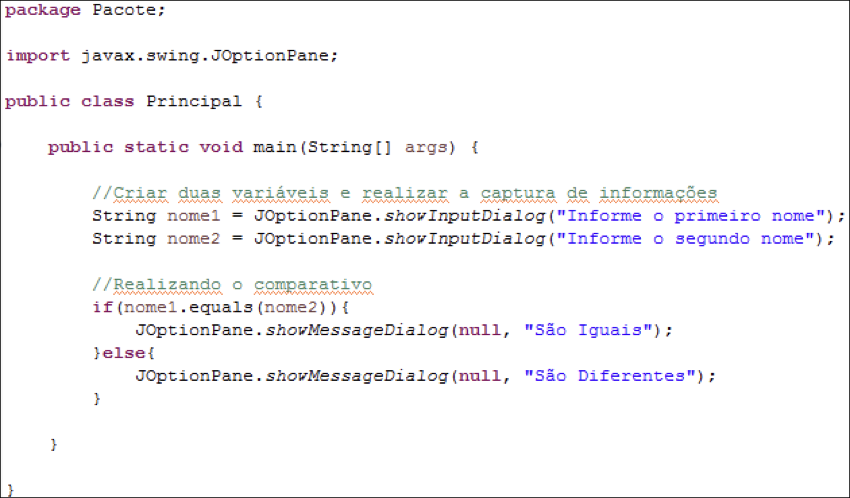 package Pacote;
import javax.swing.JOptionPane;
public class Principal {
public static void main(String[] args) {
//Criar duas variáveis e realizar a captura de informações
String nome1 = JOptionPane.showInputDialog("Informe o primeiro nome");
String nome2 = JOptionPane.showInputDialog("Informe o segundo nome");
//Realizando o comparativo
if(nome1.equals(nome2)){
JOptionPane.showMessageDialog(null, "São Iguais");
}else{
JOptionPane.showMessageDialog(null, "São Diferentes");
}
}
}